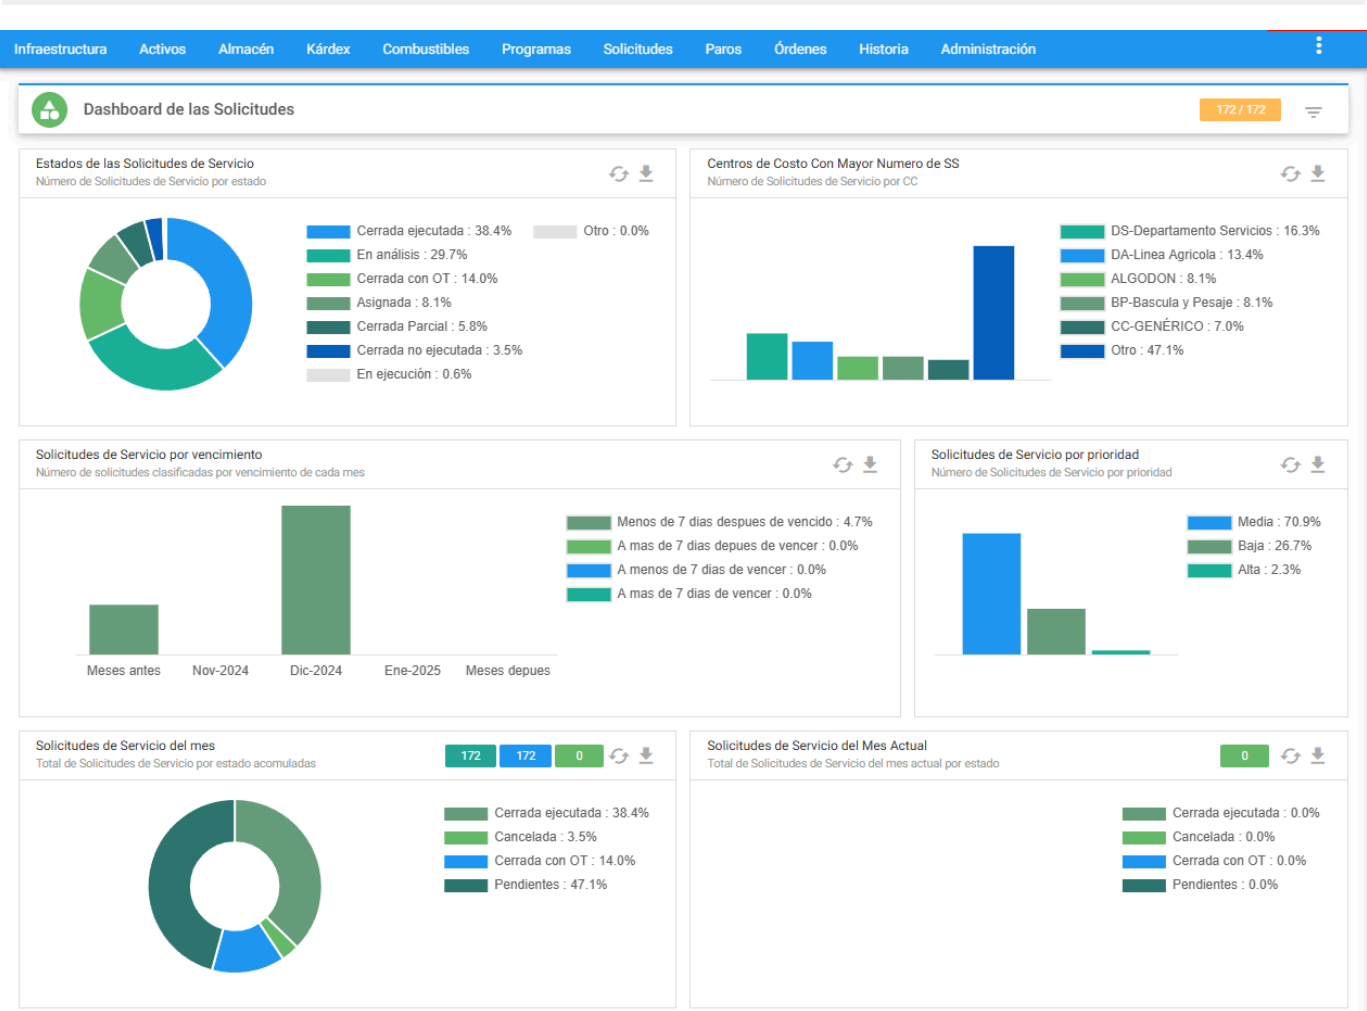 Infraestructura Activos Almacén Kárdex Combustibles Programas Solicitudes Paros Órdenes Historia Administración
Dashboard de las Solicitudes
172 / 172
Estados de las Solicitudes de Servicio
Número de Solicitudes de Servicio por estado
Cerrada ejecutada : 38.4%
En análisis : 29.7%
Cerrada con OT : 14.0%
Asignada : 8.1%
Cerrada Parcial : 5.8%
Cerrada no ejecutada : 3.5%
En ejecución : 0.6%
Otro : 0.0%
Centros de Costo Con Mayor Numero de SS
Número de Solicitudes de Servicio por CC
DS-Departamento Servicios : 16.3%
DA-Linea Agricola : 13.4%
ALGODON : 8.1%
BP-Bascula y Pesaje : 8.1%
CC-GENÉRICO : 7.0%
Otro : 47.1%
Solicitudes de Servicio por vencimiento
Número de solicitudes clasificadas por vencimiento de cada mes
Menos de 7 dias despues de vencido : 4.7%
A mas de 7 dias depues de vencer : 0.0%
A menos de 7 dias de vencer : 0.0%
A mas de 7 dias de vencer : 0.0%
Meses antes Nov-2024 Dic-2024 Ene-2025 Meses depues
Solicitudes de Servicio por prioridad
Número de Solicitudes de Servicio por prioridad
Media : 70.9%
Baja : 26.7%
Alta : 2.3%
Solicitudes de Servicio del mes
Total de Solicitudes de Servicio por estado acomuladas
172 172 0
Cerrada ejecutada : 38.4%
Cancelada : 3.5%
Cerrada con OT : 14.0%
Pendientes : 47.1%
Solicitudes de Servicio del Mes Actual
Total de Solicitudes de Servicio del mes actual por estado
0
Cerrada ejecutada : 0.0%
Cancelada : 0.0%
Cerrada con OT : 0.0%
Pendientes : 0.0%